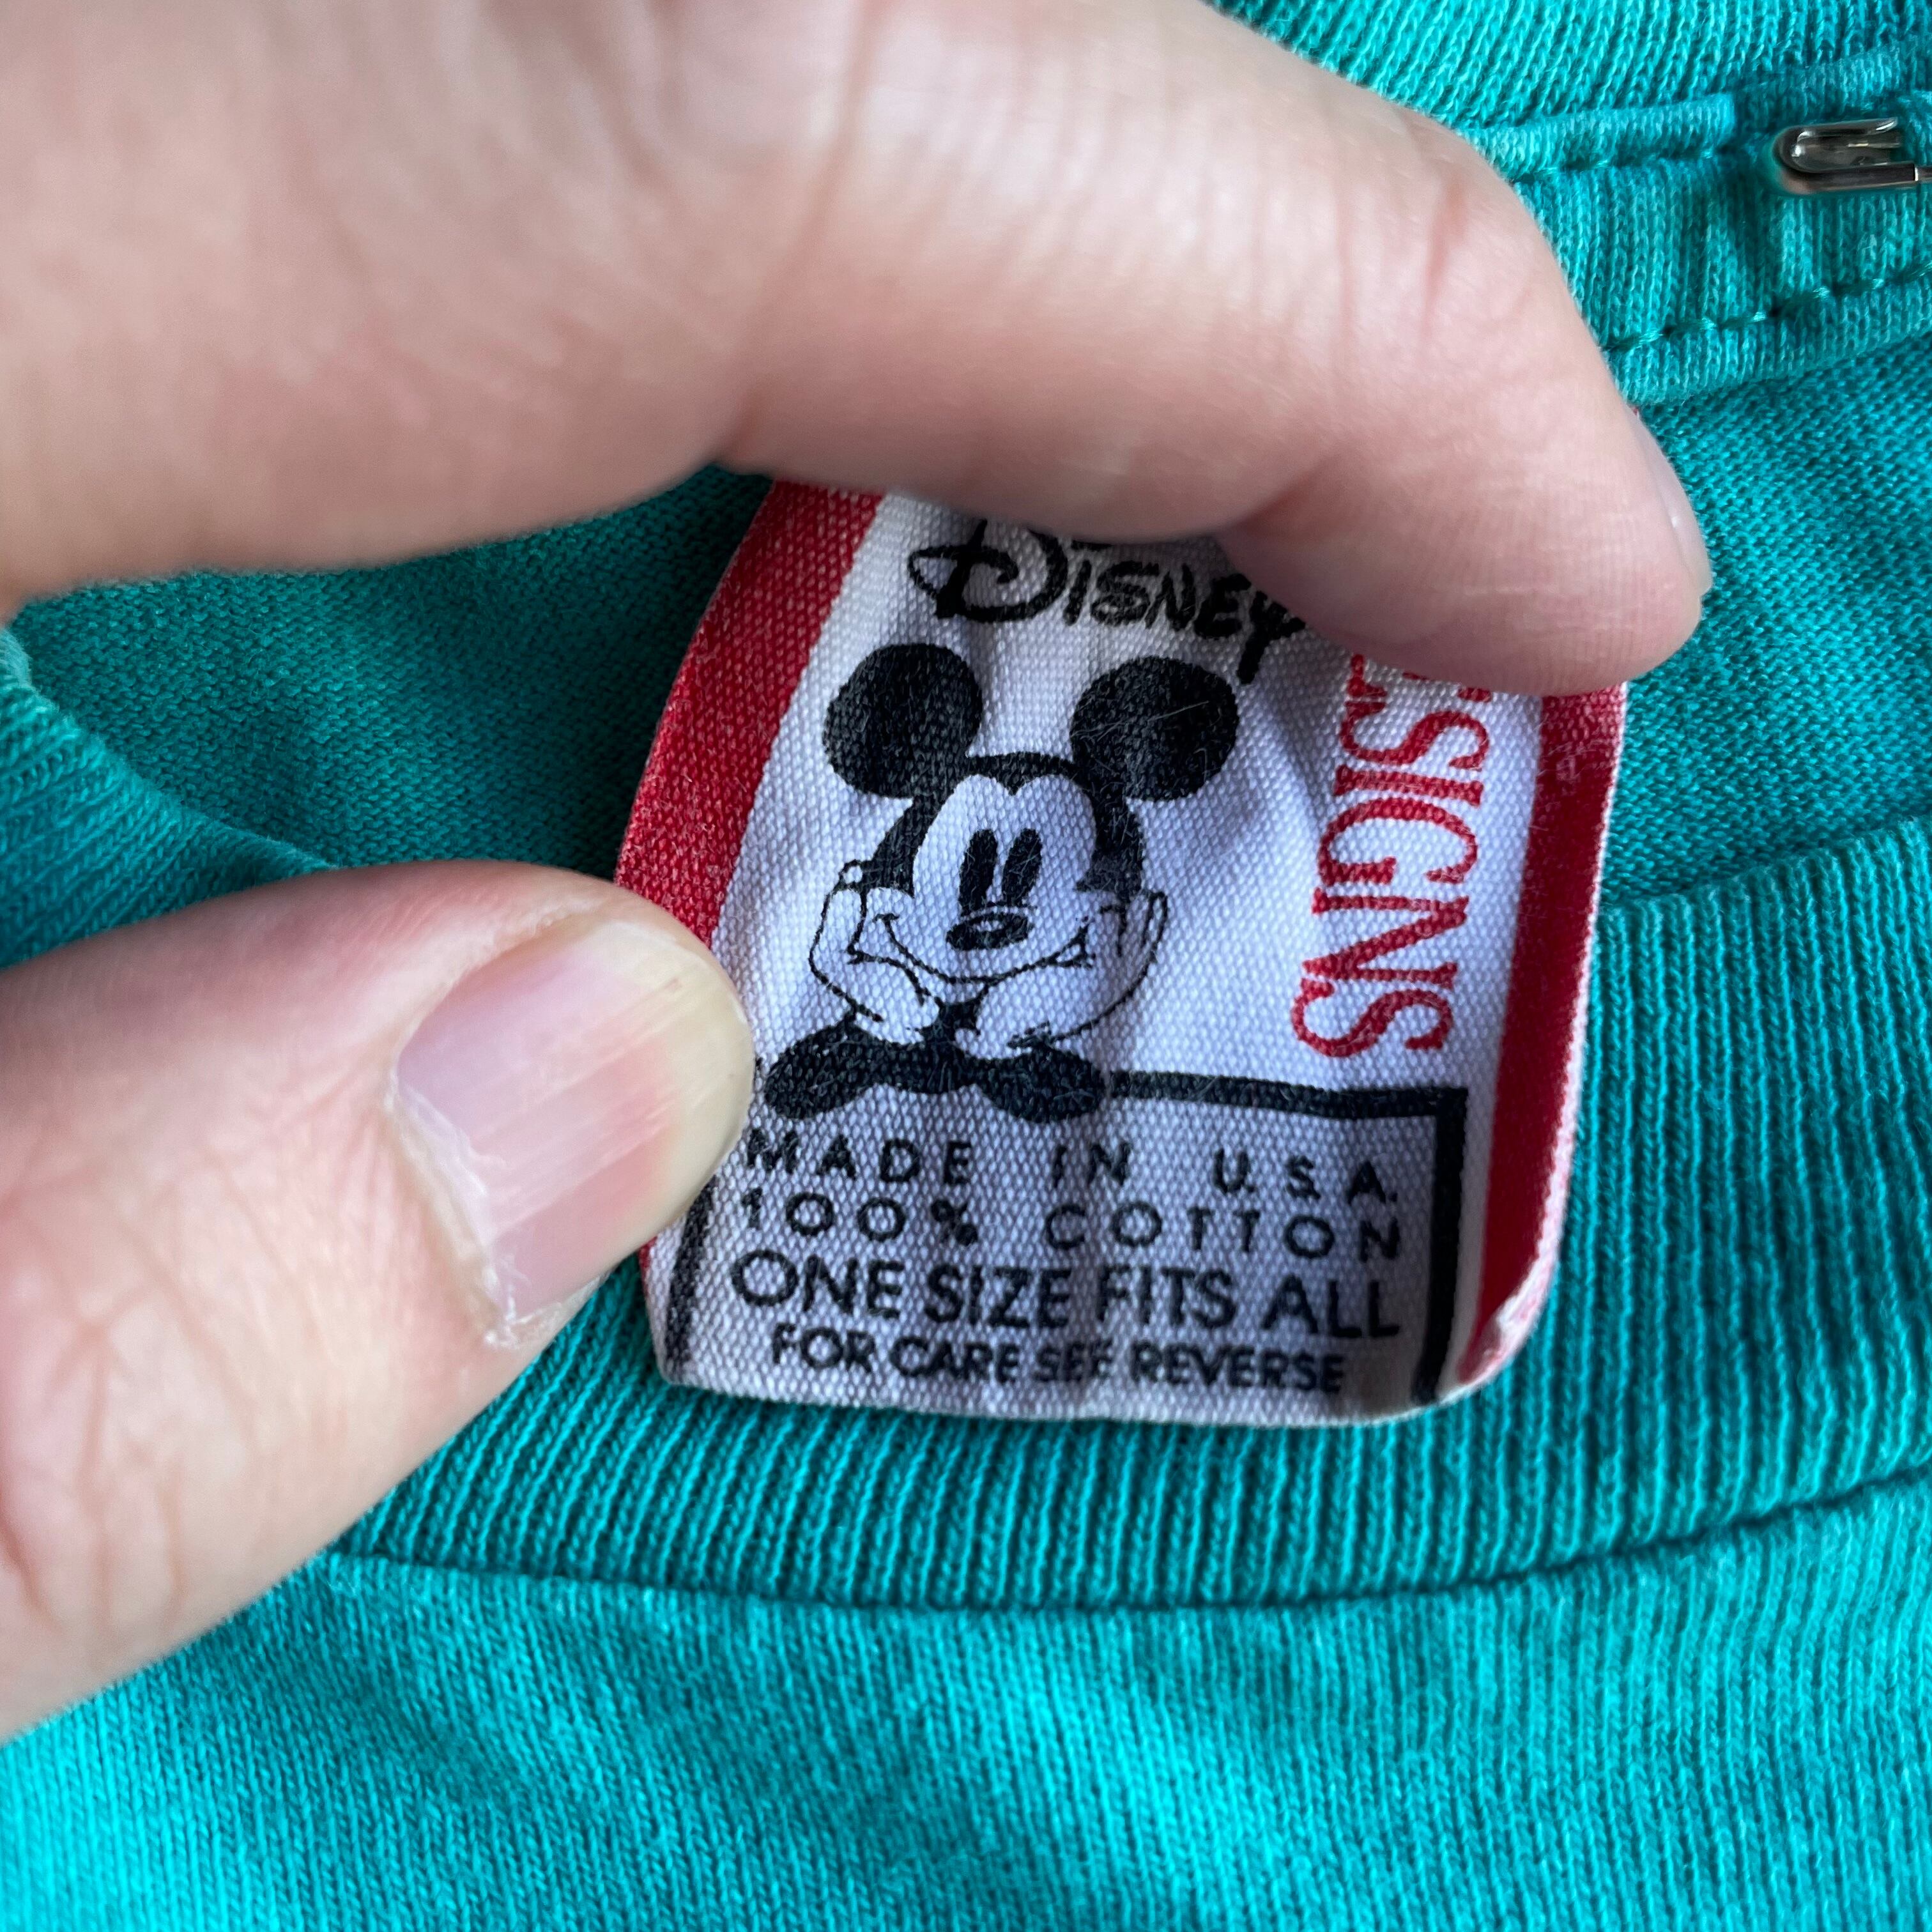 DISNEY
SIGNS
MADE IN U.S.A.
100% COTTON
ONE SIZE FITS ALL
FOR CARE SEE REVERSE